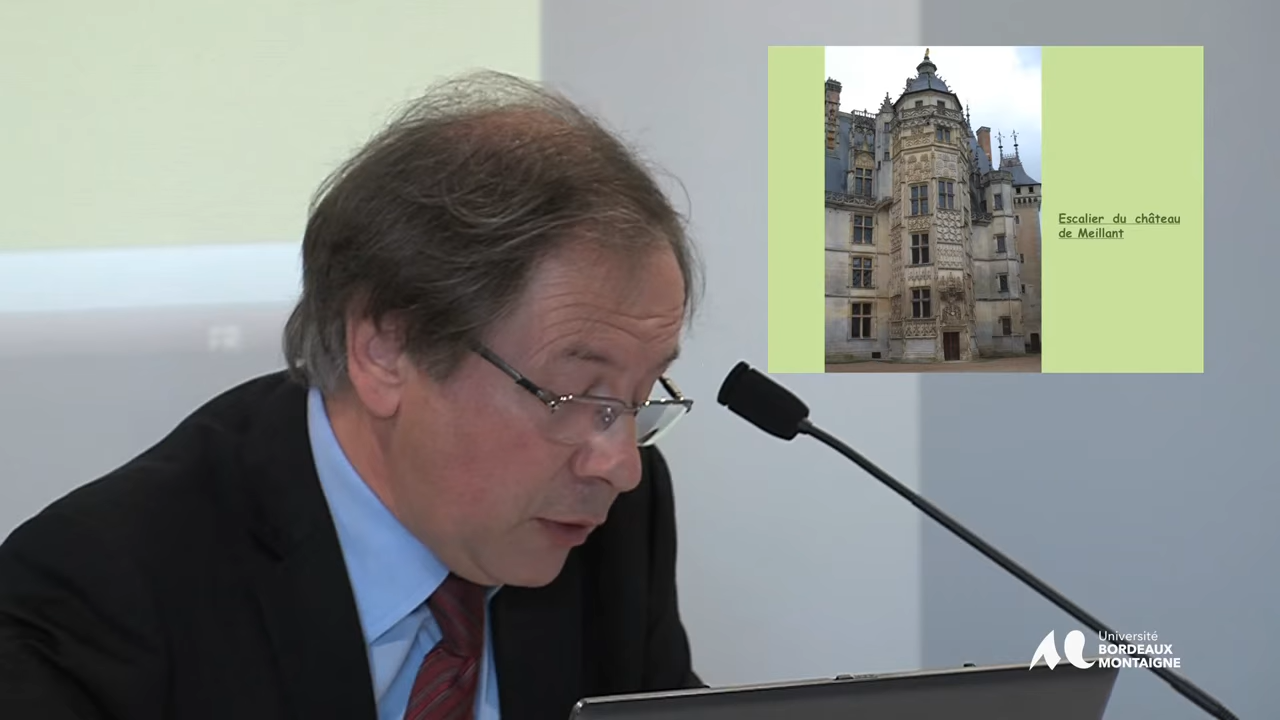 Escalier du château
de Meillant
Université
BORDEAUX
MONTAIGNE